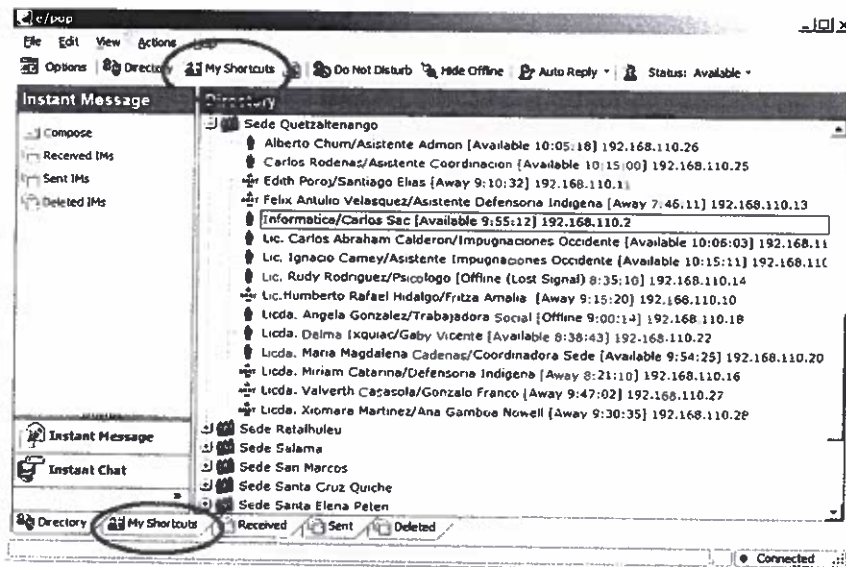 e/pop
File Edit View Actions
Options Directory My Shortcuts Do Not Disturb Hide Offline Auto Reply Status: Available
Instant Message
Directory
Compose
Received IMs
Sent IMs
Deleted IMs
Sede Quetzaltenango
Alberto Chum/Asistente Admon [Available 10:05:18] 192.168.110.26
Carlos Rodenas/Asistente Coordinacion [Available 10:15:00] 192.168.110.25
Edith Poroj/Santiago Elias [Away 9:10:32]
Felix Antulio Velasquez/Asistente Defensoria Indigena [Away 7:46:11] 192.168.110.13
Informatica/Carlos Sac [Available 9:55:12] 192.168.110.2
Lic. Carlos Abraham Calderon/Impugnaciones Occidente [Available 10:06:03] 192.168.11
Lic. Ignacio Camey/Asistente Impugnaciones Occidente [Available 10:15:11] 192.168.110
Lic. Rudy Rodriguez/Psicologo [Offline (Lost Signal) 8:35:10] 192.168.110.14
Lic.Humberto Rafael Hidalgo/Fritza Amalia [Away 9:15:20] 192.168.110.10
Licda. Angela Gonzalez/Trabajadora Social [Offline 9:00:14] 192.168.110.18
Licda. Delma Ixquiac/Gaby Vicente [Available 8:38:43] 192.168.110.22
Licda. Maria Magdalena Cadenas/Coordinadora Sede [Available 9:54:25] 192.168.110.20
Licda. Miriam Catarina/Defensoria Indigena [Away 8:21:10] 192.168.110.16
Licda. Valverth Casasola/Gonzalo Franco [Away 9:47:02] 192.168.110.27
Licda. Xiomara Martinez/Ana Gamboa Nowell [Away 9:30:35] 192.168.110.28
Sede Retalhuleu
Sede Salama
Sede San Marcos
Sede Santa Cruz Quiche
Sede Santa Elena Peten
Instant Message
Instant Chat
Directory My Shortcuts Received Sent Deleted
Connected